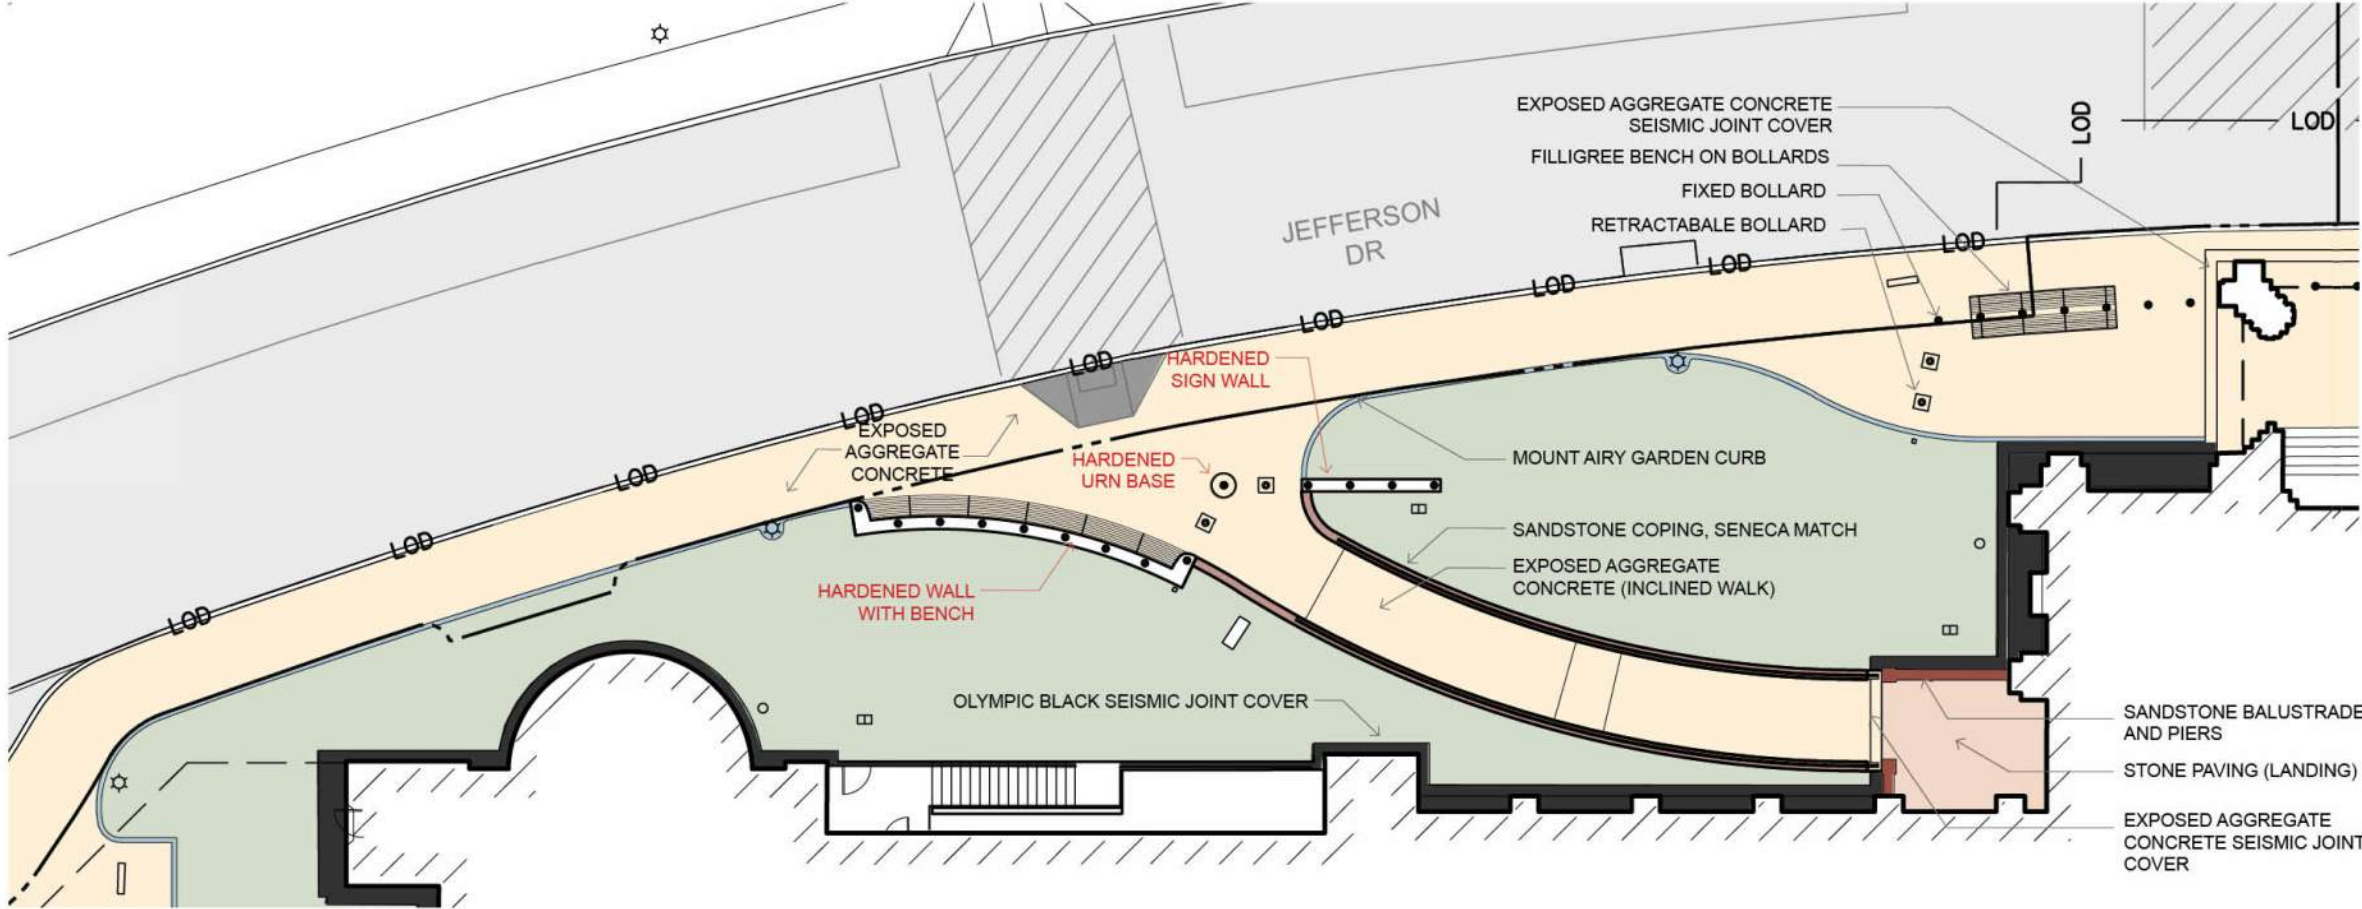 EXPOSED AGGREGATE CONCRETE
SEISMIC JOINT COVER
FILLIGREE BENCH ON BOLLARDS
FIXED BOLLARD
RETRACTABALE BOLLARD
LOD
LOD
JEFFERSON
DR
LOD
LOD
LOD
LOD
LOD
LOD
LOD
LOD
LOD
HARDENED
SIGN WALL
EXPOSED
AGGREGATE
CONCRETE
HARDENED
URN BASE
MOUNT AIRY GARDEN CURB
SANDSTONE COPING, SENECA MATCH
EXPOSED AGGREGATE
CONCRETE (INCLINED WALK)
HARDENED WALL
WITH BENCH
OLYMPIC BLACK SEISMIC JOINT COVER
SANDSTONE BALUSTRADE
AND PIERS
STONE PAVING (LANDING)
EXPOSED AGGREGATE
CONCRETE SEISMIC JOINT
COVER